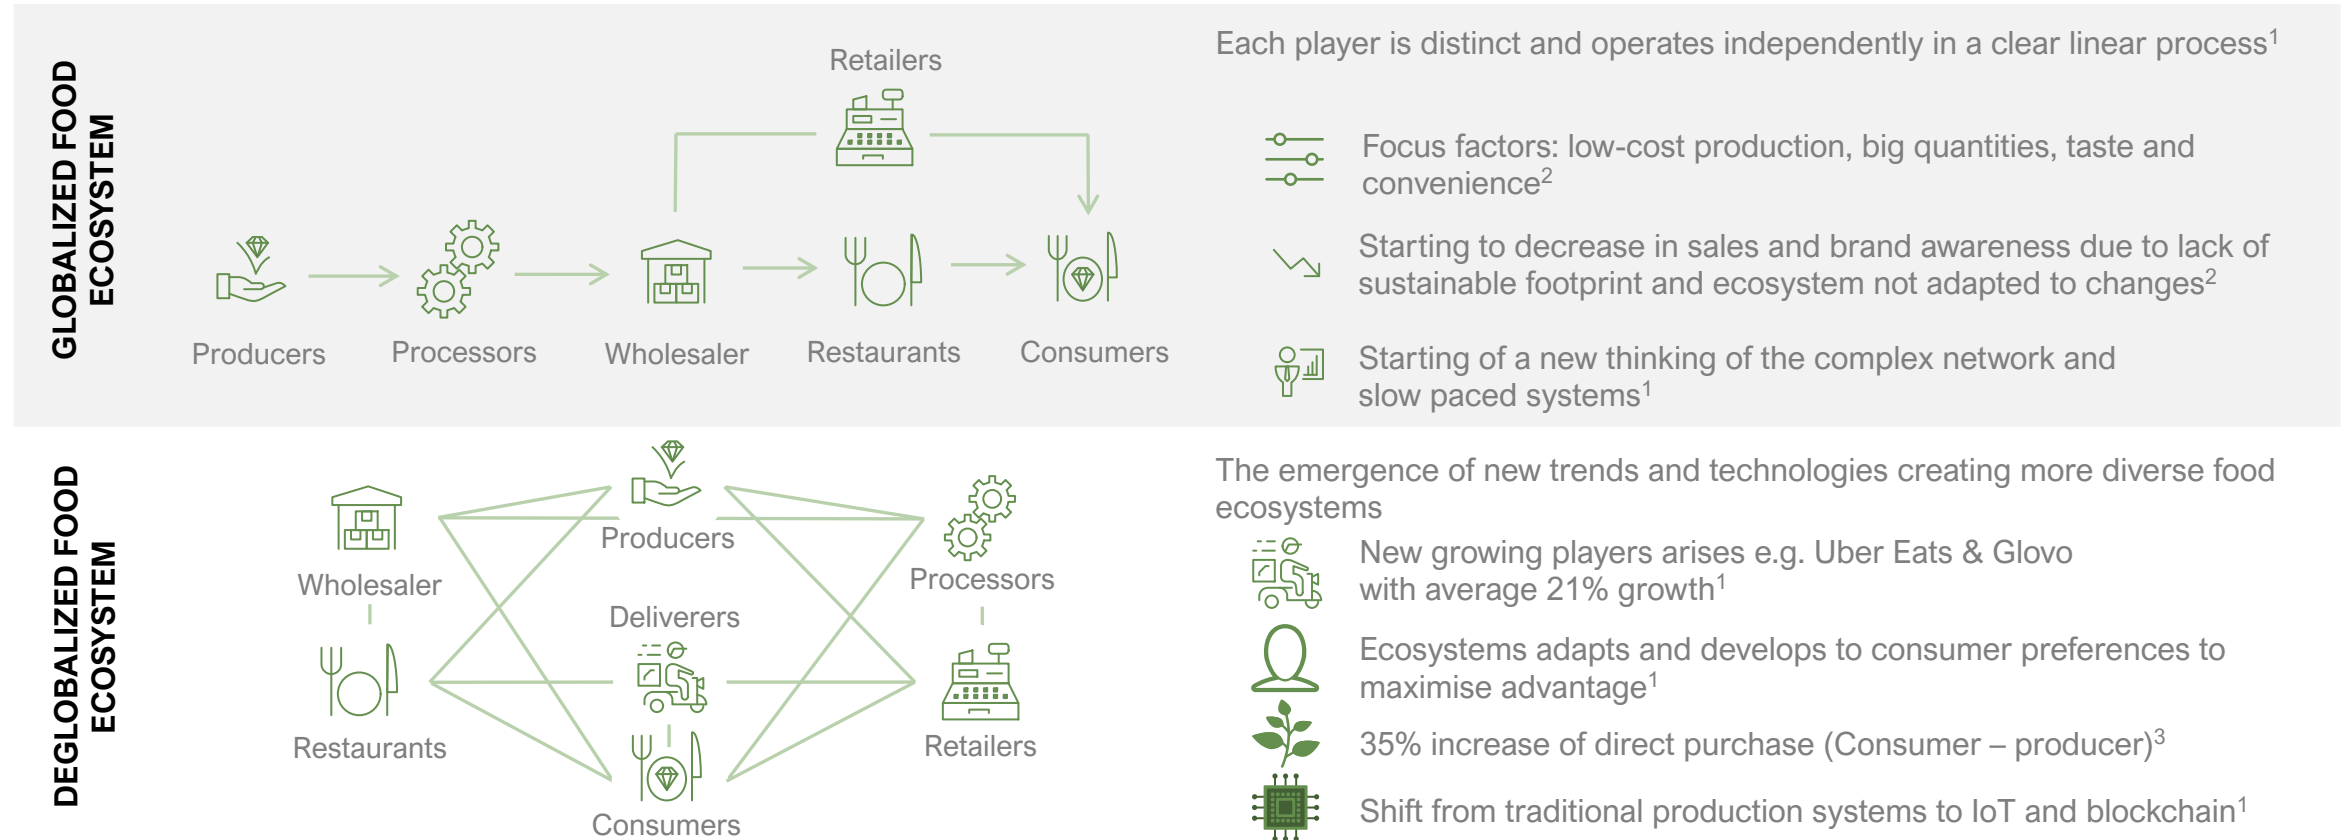 GLOBALIZED FOOD
ECOSYSTEM
Retailers
Producers
Processors
Wholesaler
Restaurants
Consumers
Each player is distinct and operates independently in a clear linear process¹
Focus factors: low-cost production, big quantities, taste and
convenience²
Starting to decrease in sales and brand awareness due to lack of
sustainable footprint and ecosystem not adapted to changes²
Starting of a new thinking of the complex network and
slow paced systems¹
DEGLOBALIZED FOOD
ECOSYSTEM
Producers
Wholesaler
Processors
Deliverers
Restaurants
Retailers
Consumers
The emergence of new trends and technologies creating more diverse food
ecosystems
New growing players arises e.g. Uber Eats & Glovo
with average 21% growth¹
Ecosystems adapts and develops to consumer preferences to
maximise advantage¹
35% increase of direct purchase (Consumer – producer)³
Shift from traditional production systems to IoT and blockchain¹